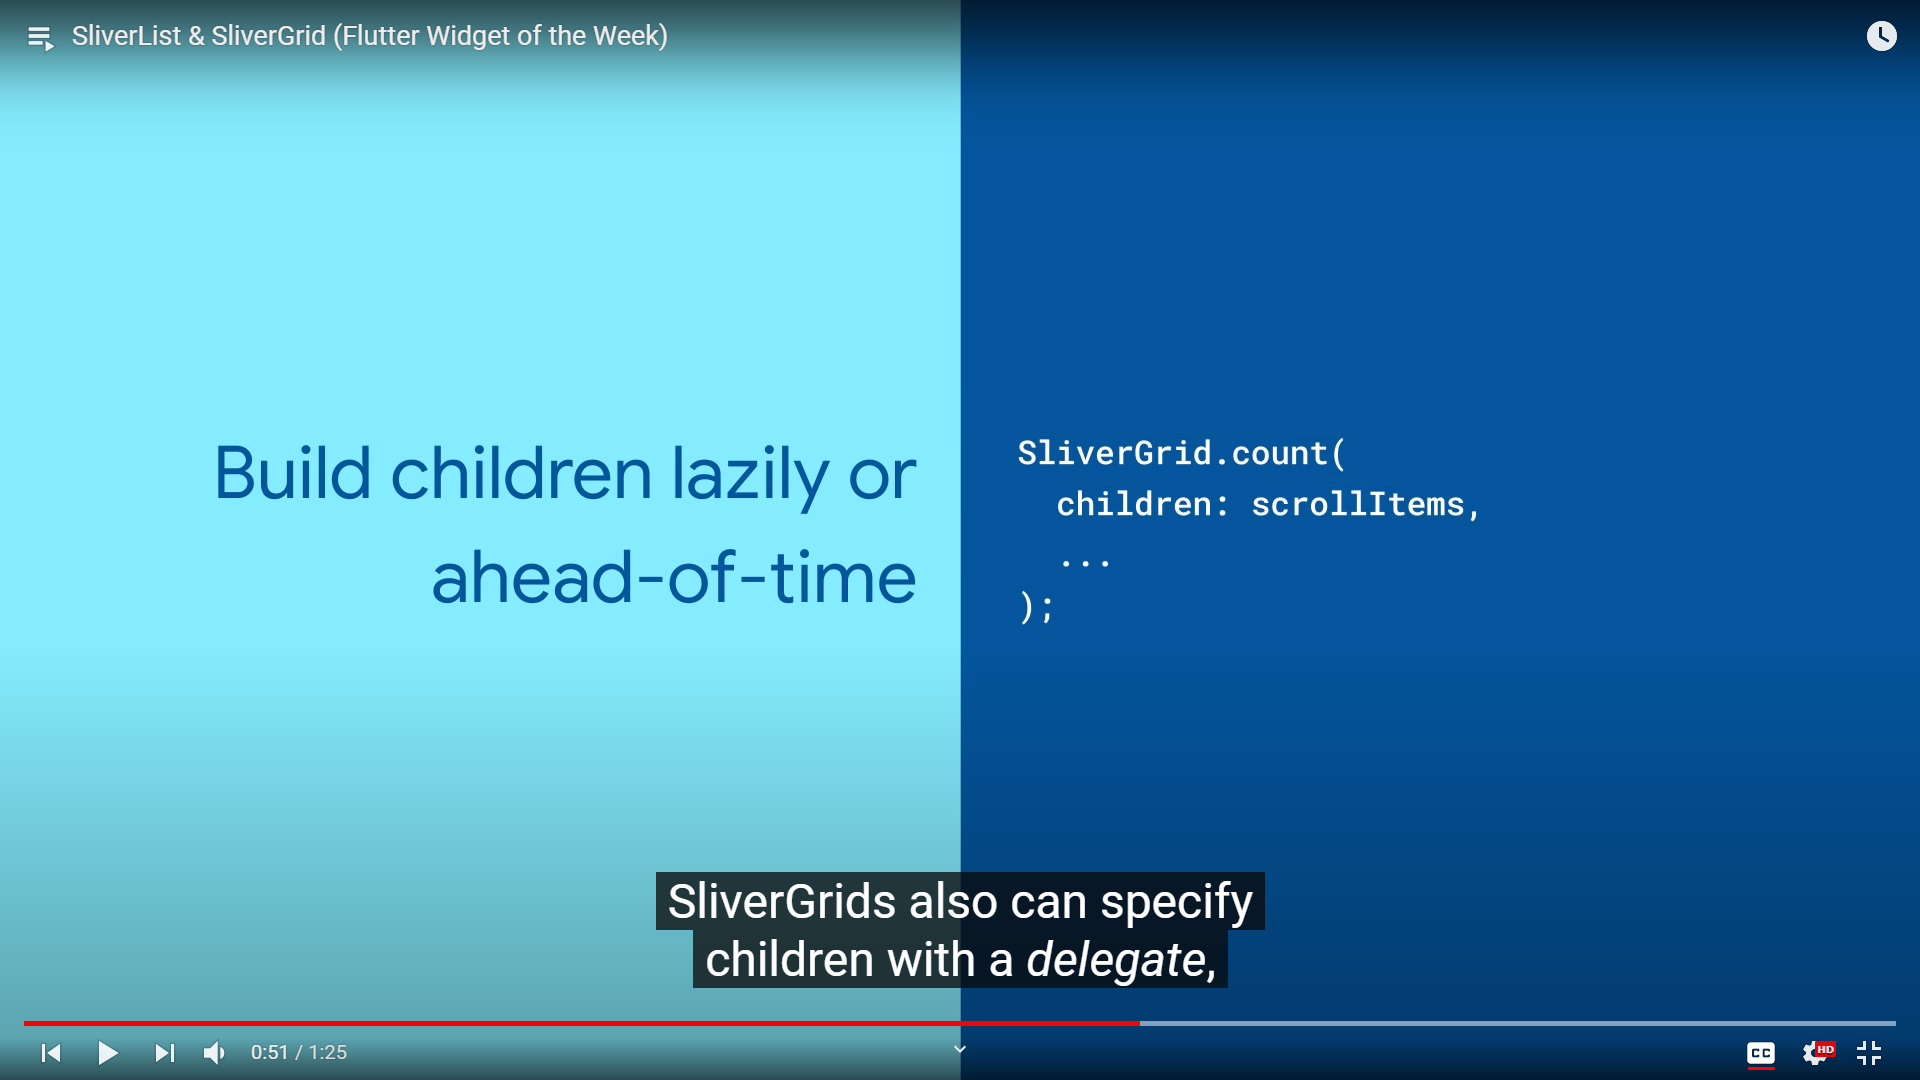 SliverList & SliverGrid (Flutter Widget of the Week)
Build children lazily or
ahead-of-time
SliverGrid.count(
  children: scrollItems,
  ...
);
SliverGrids also can specify
children with a delegate,
0:51 / 1:25
CC
HD